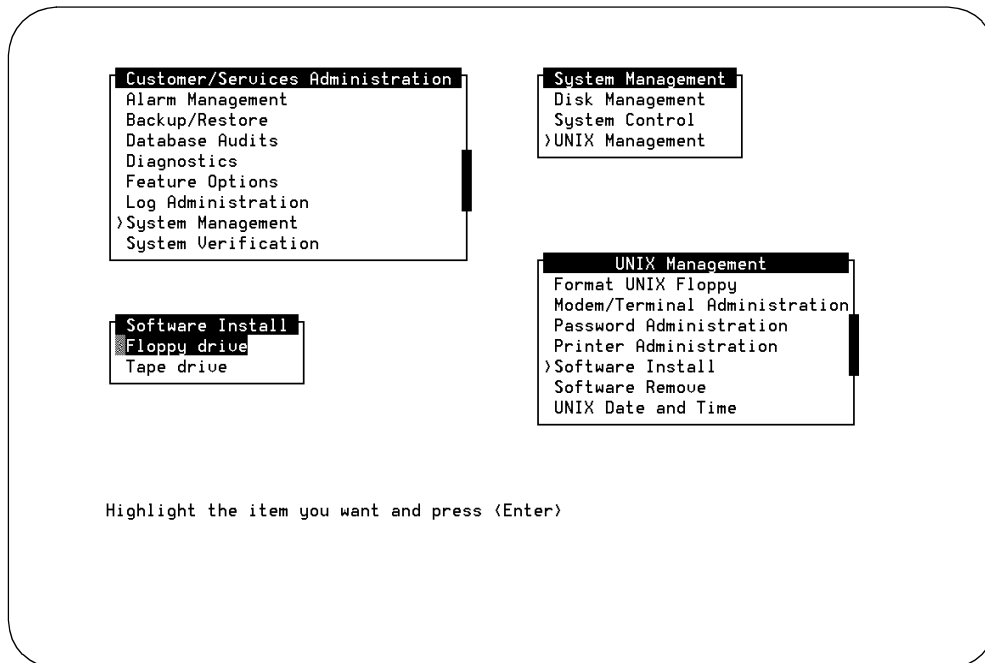 Customer/Services Administration
Alarm Management
Backup/Restore
Database Audits
Diagnostics
Feature Options
Log Administration
>System Management
System Verification
System Management
Disk Management
System Control
>UNIX Management
UNIX Management
Format UNIX Floppy
Modem/Terminal Administration
Password Administration
Printer Administration
>Software Install
Software Remove
UNIX Date and Time
Software Install
Floppy drive
Tape drive
Highlight the item you want and press <Enter>